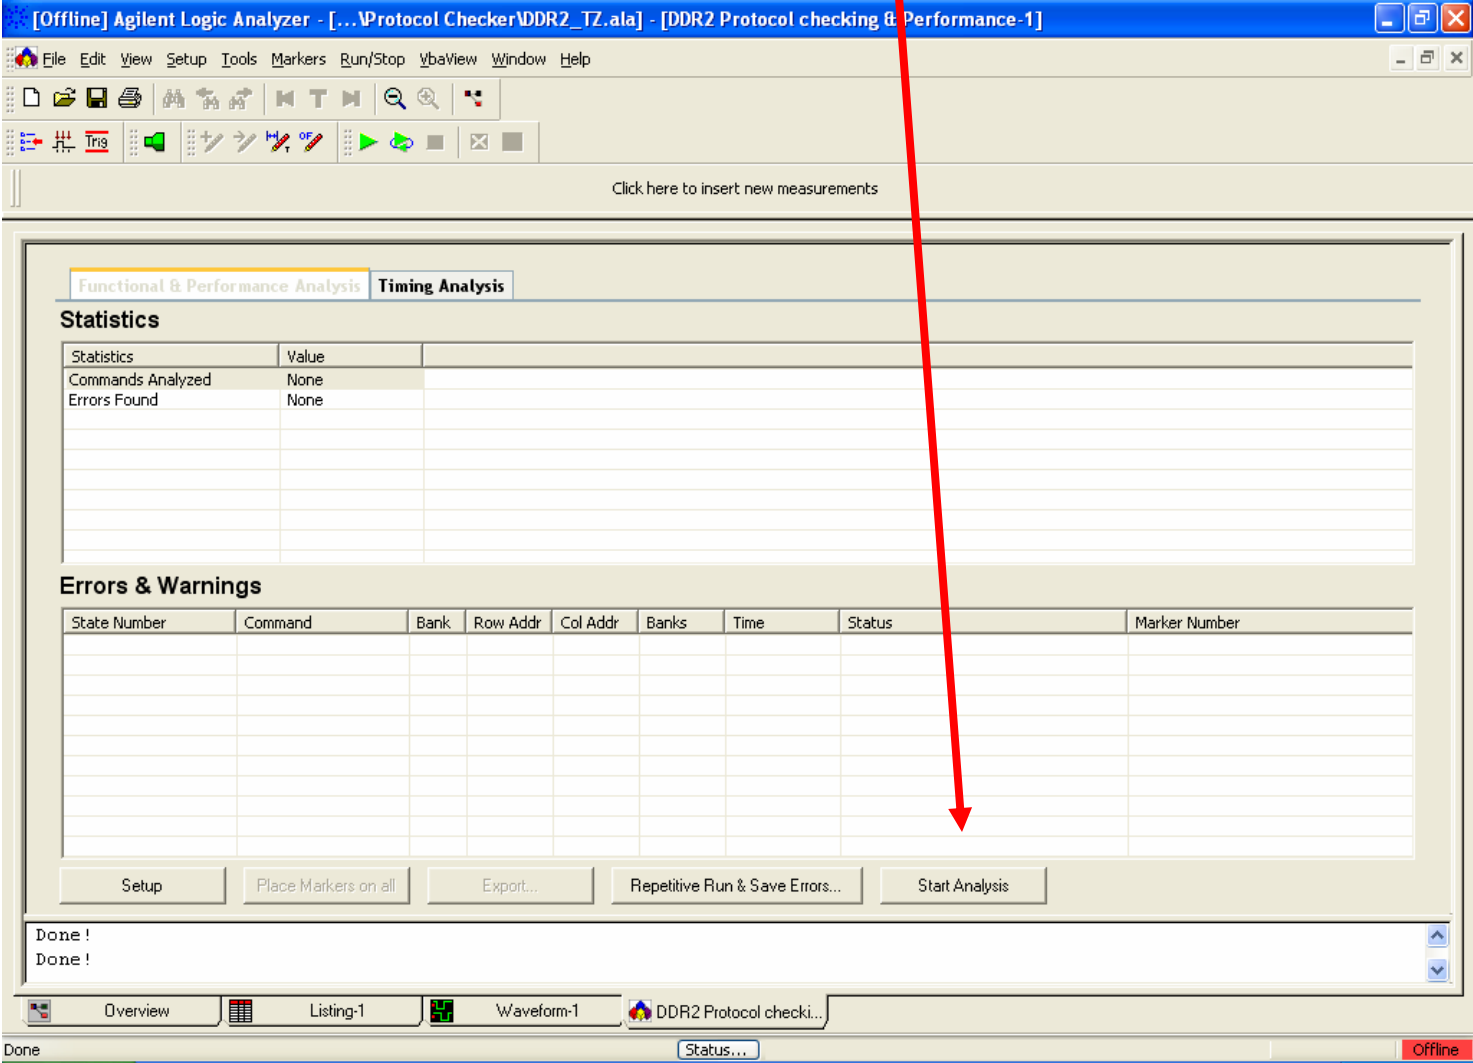 [Offline] Agilent Logic Analyzer - [...\Protocol Checker\DDR2_TZ.ala] - [DDR2 Protocol checking & Performance-1]
File Edit View Setup Tools Markers Run/Stop VbaView Window Help
T
Trig
Click here to insert new measurements
Functional & Performance Analysis Timing Analysis
Statistics
Statistics Value
Commands Analyzed None
Errors Found None
Errors & Warnings
State Number Command Bank Row Addr Col Addr Banks Time Status Marker Number
Setup Place Markers on all Export... Repetitive Run & Save Errors... Start Analysis
Done!
Done!
Overview Listing-1 Waveform-1 DDR2 Protocol checki...
Done Status... Offline